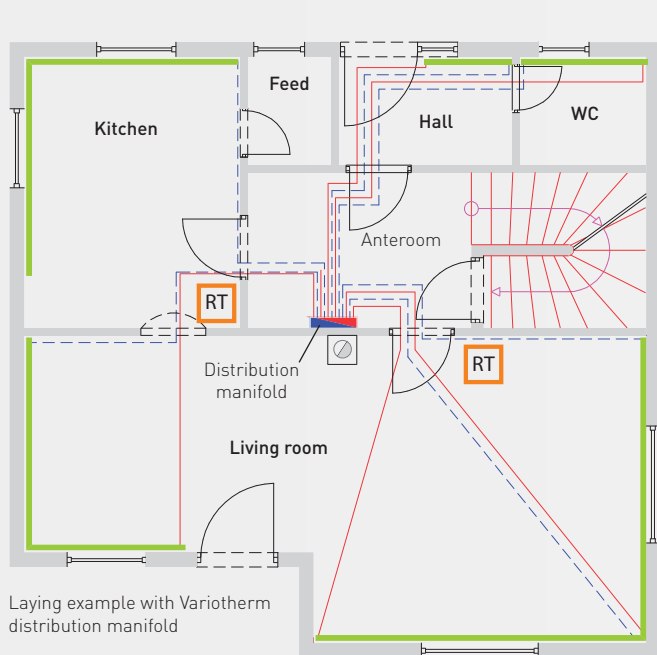 Feed
Kitchen
Hall
WC
Anteroom
RT
RT
Distribution
manifold
Living room
Laying example with Variotherm
distribution manifold